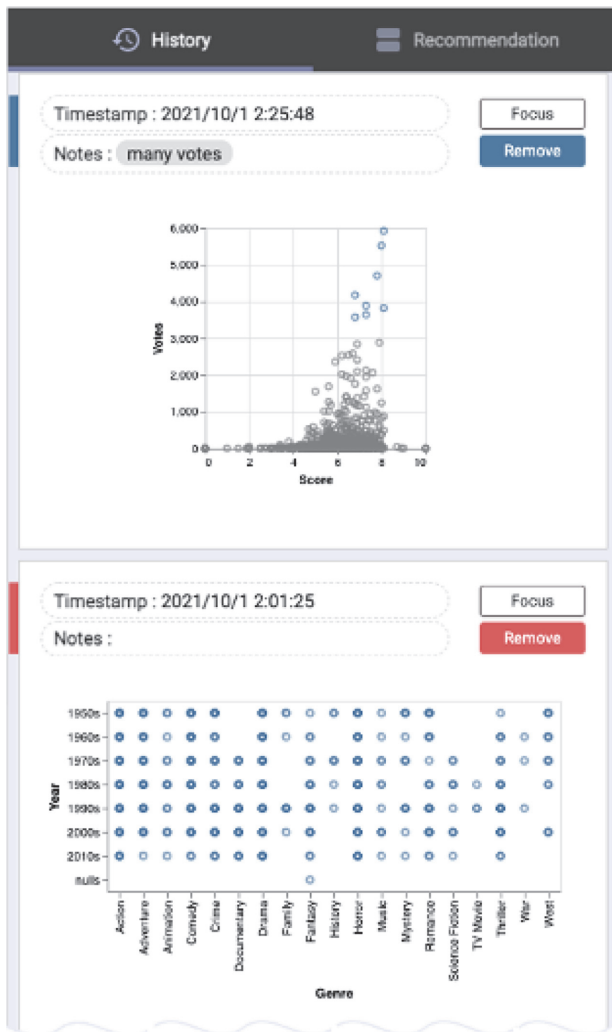 History Recommendation
Timestamp : 2021/10/1 2:25:48 Focus
Notes : many votes Remove
6,000
5,000
4,000
3,000
2,000
1,000
0
Votes
0 2 4 6 8 10
Score
Timestamp : 2021/10/1 2:01:25 Focus
Notes : Remove
1950s
1960s
1970s
1980s
1990s
2000s
2010s
nulls
Year
Action Adventure Animation Comedy Crime Documentary Drama Family Fantasy History Horror Music Mystery Romance Science Fiction TV Movie Thriller War West
Genre